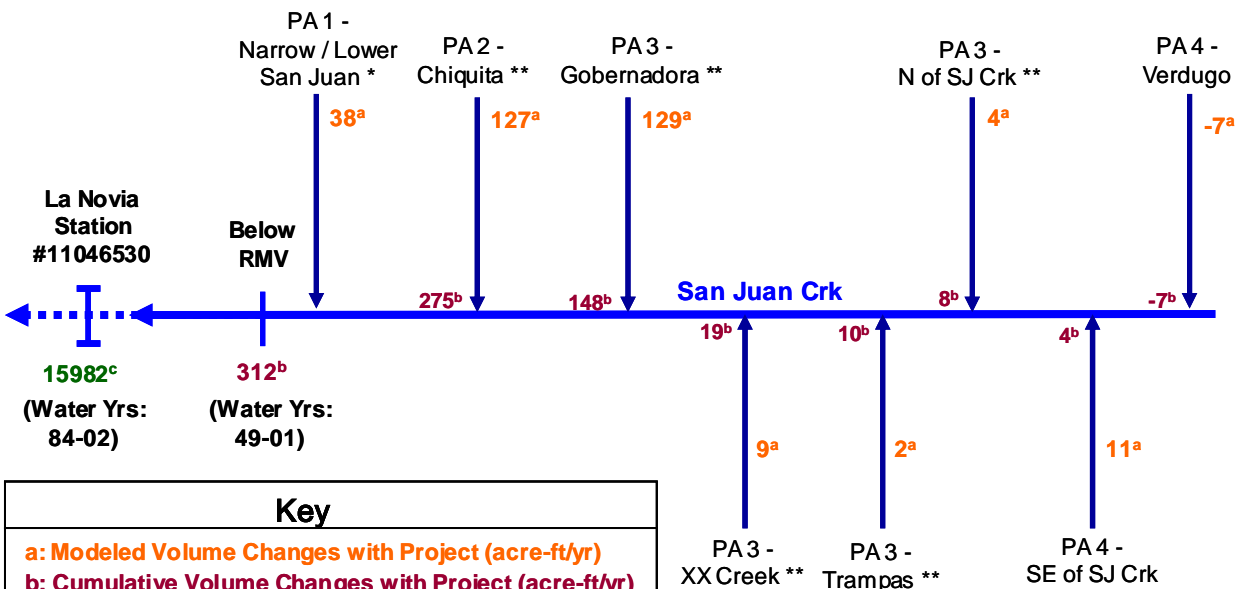 PA 1 -
Narrow / Lower
San Juan *
PA 2 -
Chiquita **
PA 3 -
Gobernadora **
PA 3 -
N of SJ Crk **
PA 4 -
Verdugo
38a
127a
129a
4a
-7a
La Novia
Station
#11046530
Below
RMV
275b
148b
San Juan Crk
8b
-7b
19b
10b
4b
15982c
(Water Yrs:
84-02)
312b
(Water Yrs:
49-01)
9a
2a
11a
PA 3 -
XX Creek **
PA 3 -
Trampas **
PA 4 -
SE of SJ Crk
Key
a: Modeled Volume Changes with Project (acre-ft/yr)
b: Cumulative Volume Changes with Project (acre-ft/yr)